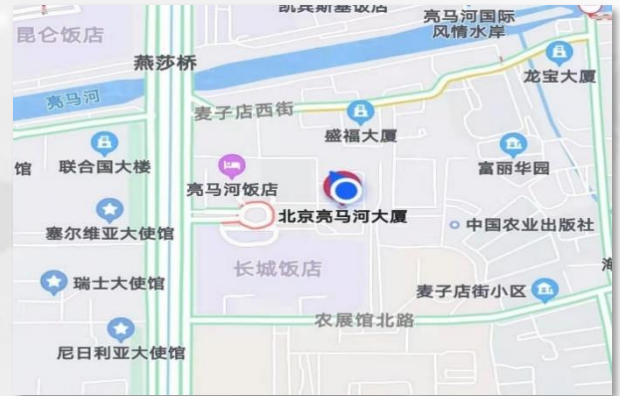 凯宾斯基饭店
昆仑饭店
亮马河国际
风情水岸
燕莎桥
龙宝大厦
亮马河
麦子店西街
盛福大厦
馆
联合国大楼
富丽华园
亮马河饭店
北京亮马河大厦
中国农业出版社
塞尔维亚大使馆
长城饭店
海
瑞士大使馆
麦子店街小区
农展馆北路
尼日利亚大使馆